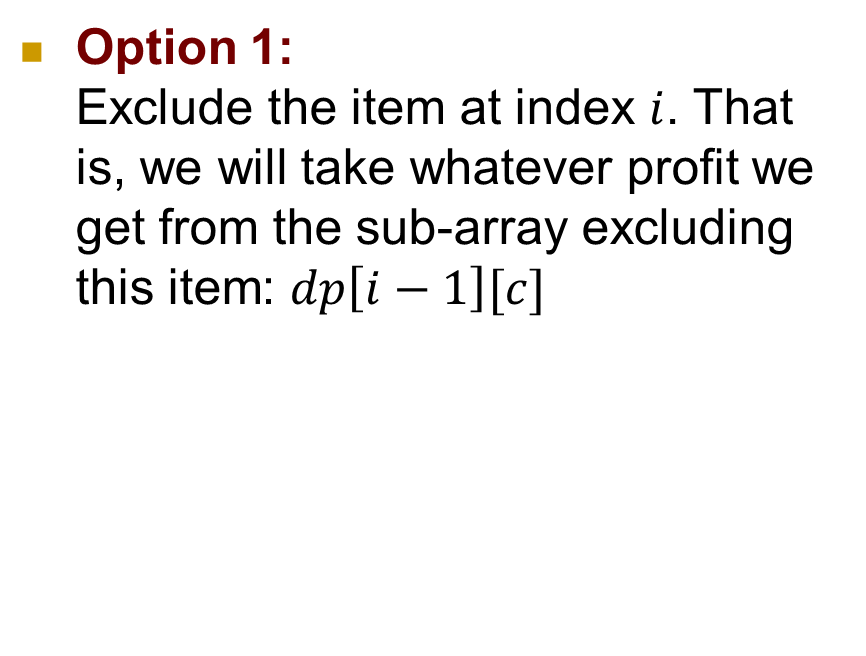 Option 1:
Exclude the item at index 𝑖. That
is, we will take whatever profit we
get from the sub-array excluding
this item: 𝑑𝑝[𝑖 − 1][𝑐]